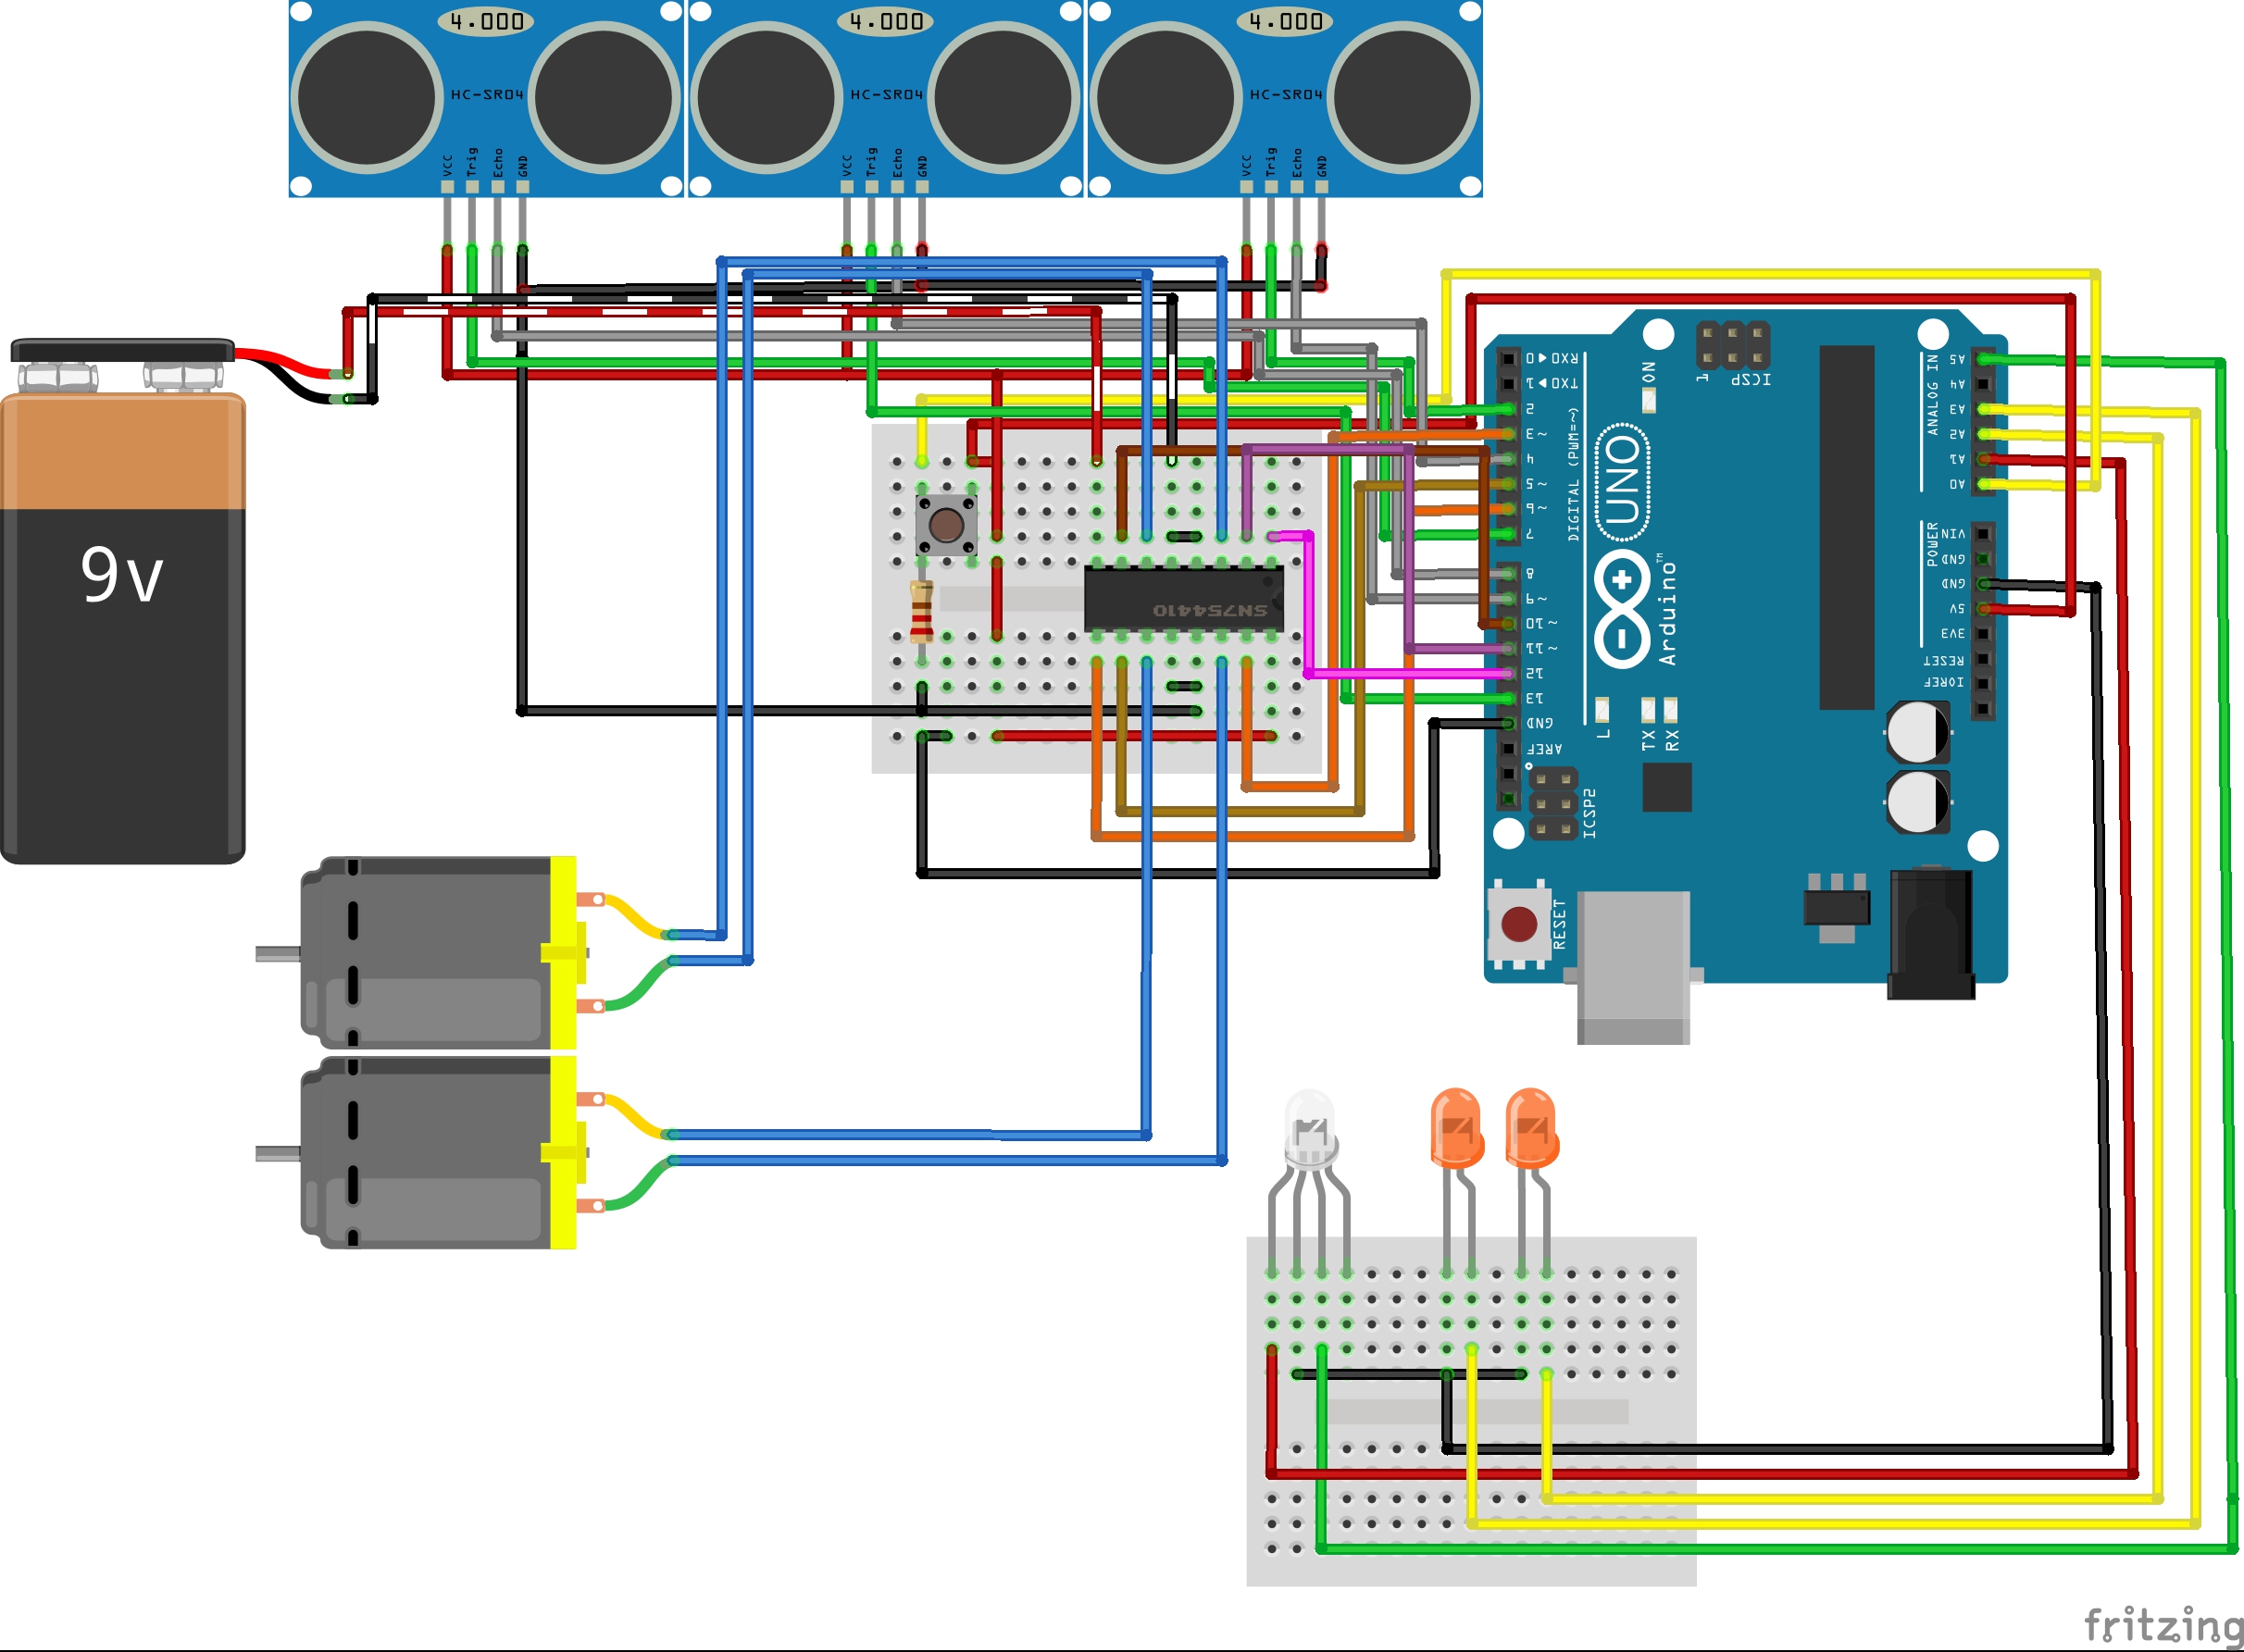 4.000
HC-SR04
VCC
Trig
Echo
GND
4.000
HC-SR04
VCC
Trig
Echo
GND
4.000
HC-SR04
VCC
Trig
Echo
GND
9v
SN754410
RXD ◀ 0
TXD ▶ 1
2
~3
4
~5
~6
7
8
~9
~10
~11
12
13
GND
AREF
DIGITAL (PWM=~)
ON
1
ICSP
UNO
Arduino™
L
TX
RX
ICSP2
RESET
ANALOG IN
A5
A4
A3
A2
A1
A0
POWER
VIN
GND
GND
5V
3V3
RESET
IOREF
fritzing